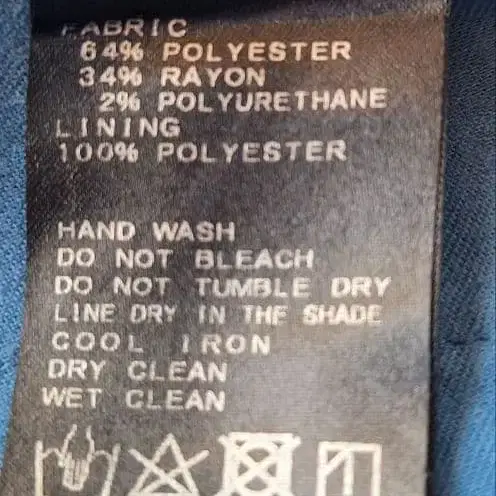 FABRIC
64% POLYESTER
34% RAYON
2% POLYURETHANE
LINING
100% POLYESTER
HAND WASH
DO NOT BLEACH
DO NOT TUMBLE DRY
LINE DRY IN THE SHADE
COOL IRON
DRY CLEAN
WET CLEAN